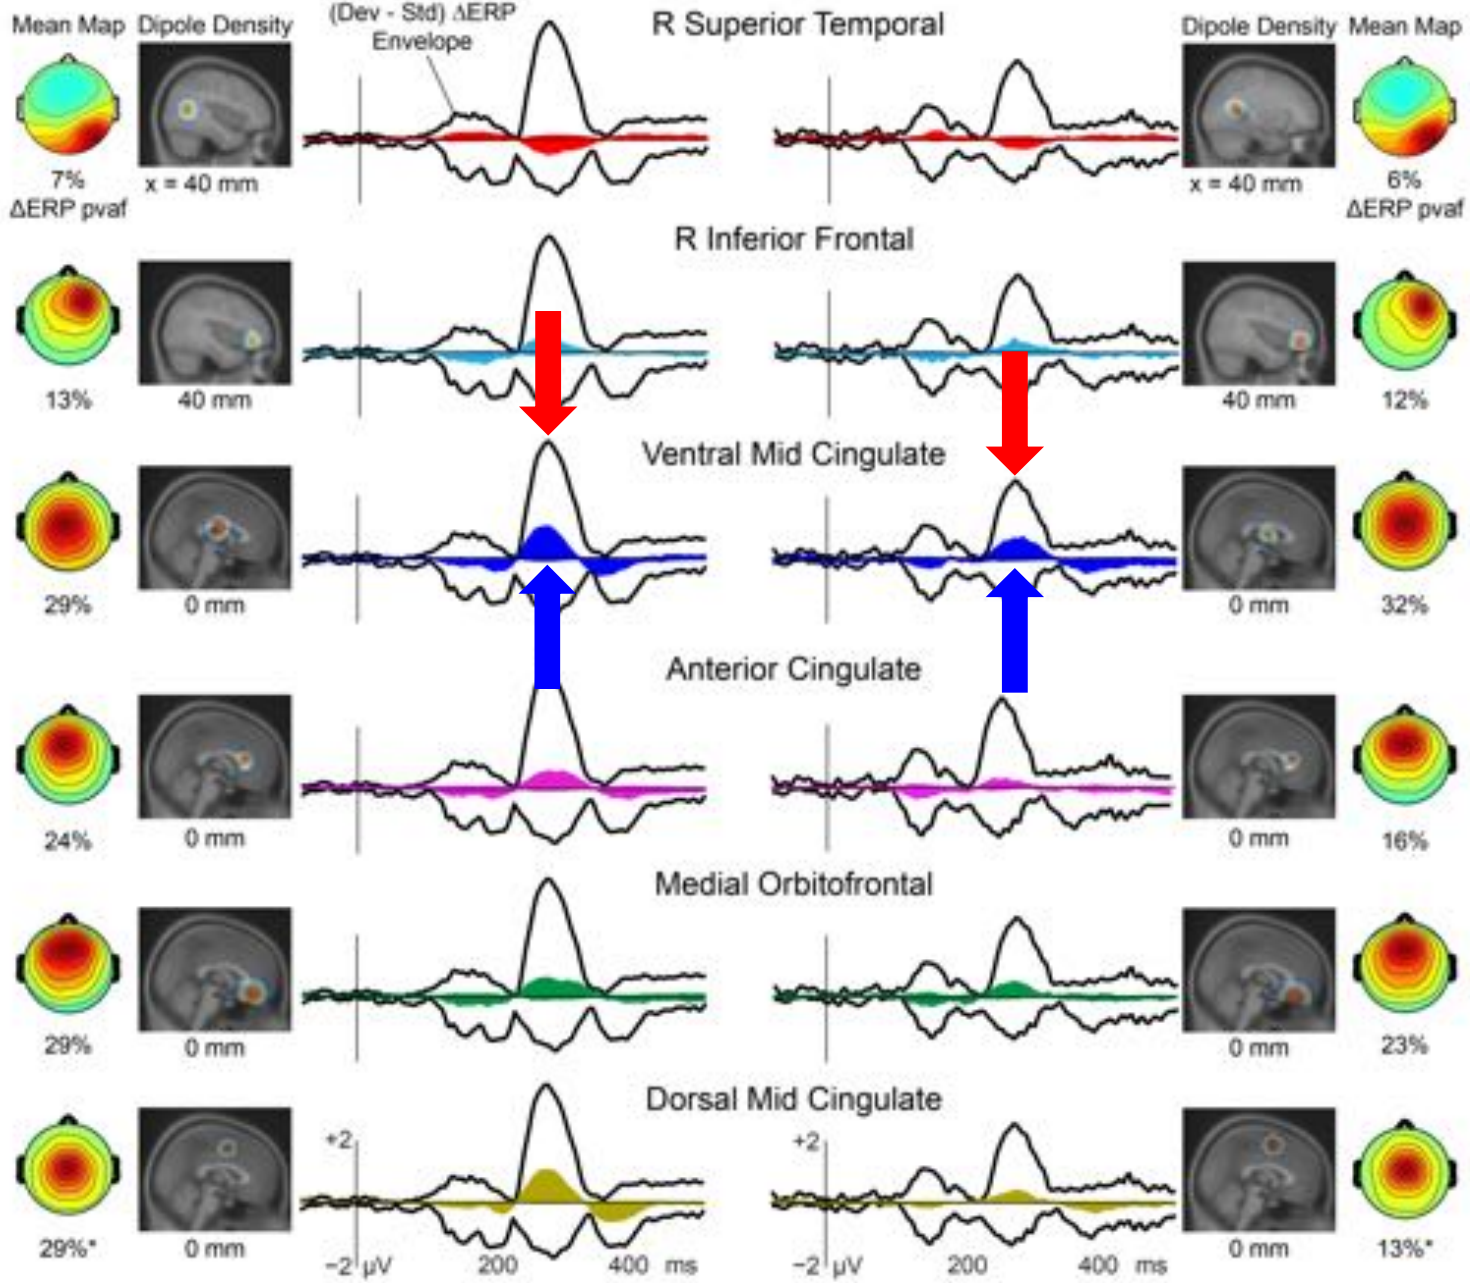 Mean Map Dipole Density (Dev - Std) ΔERP R Superior Temporal Dipole Density Mean Map
Envelope
7% x = 40 mm x = 40 mm 6%
ΔERP pvaf ΔERP pvaf
R Inferior Frontal
13% 40 mm 40 mm 12%
Ventral Mid Cingulate
29% 0 mm 0 mm 32%
Anterior Cingulate
24% 0 mm 0 mm 16%
Medial Orbitofrontal
29% 0 mm 0 mm 23%
Dorsal Mid Cingulate
+2 +2
29%* 0 mm 0 mm 13%*
−2 μV 200 400 ms −2 μV 200 400 ms